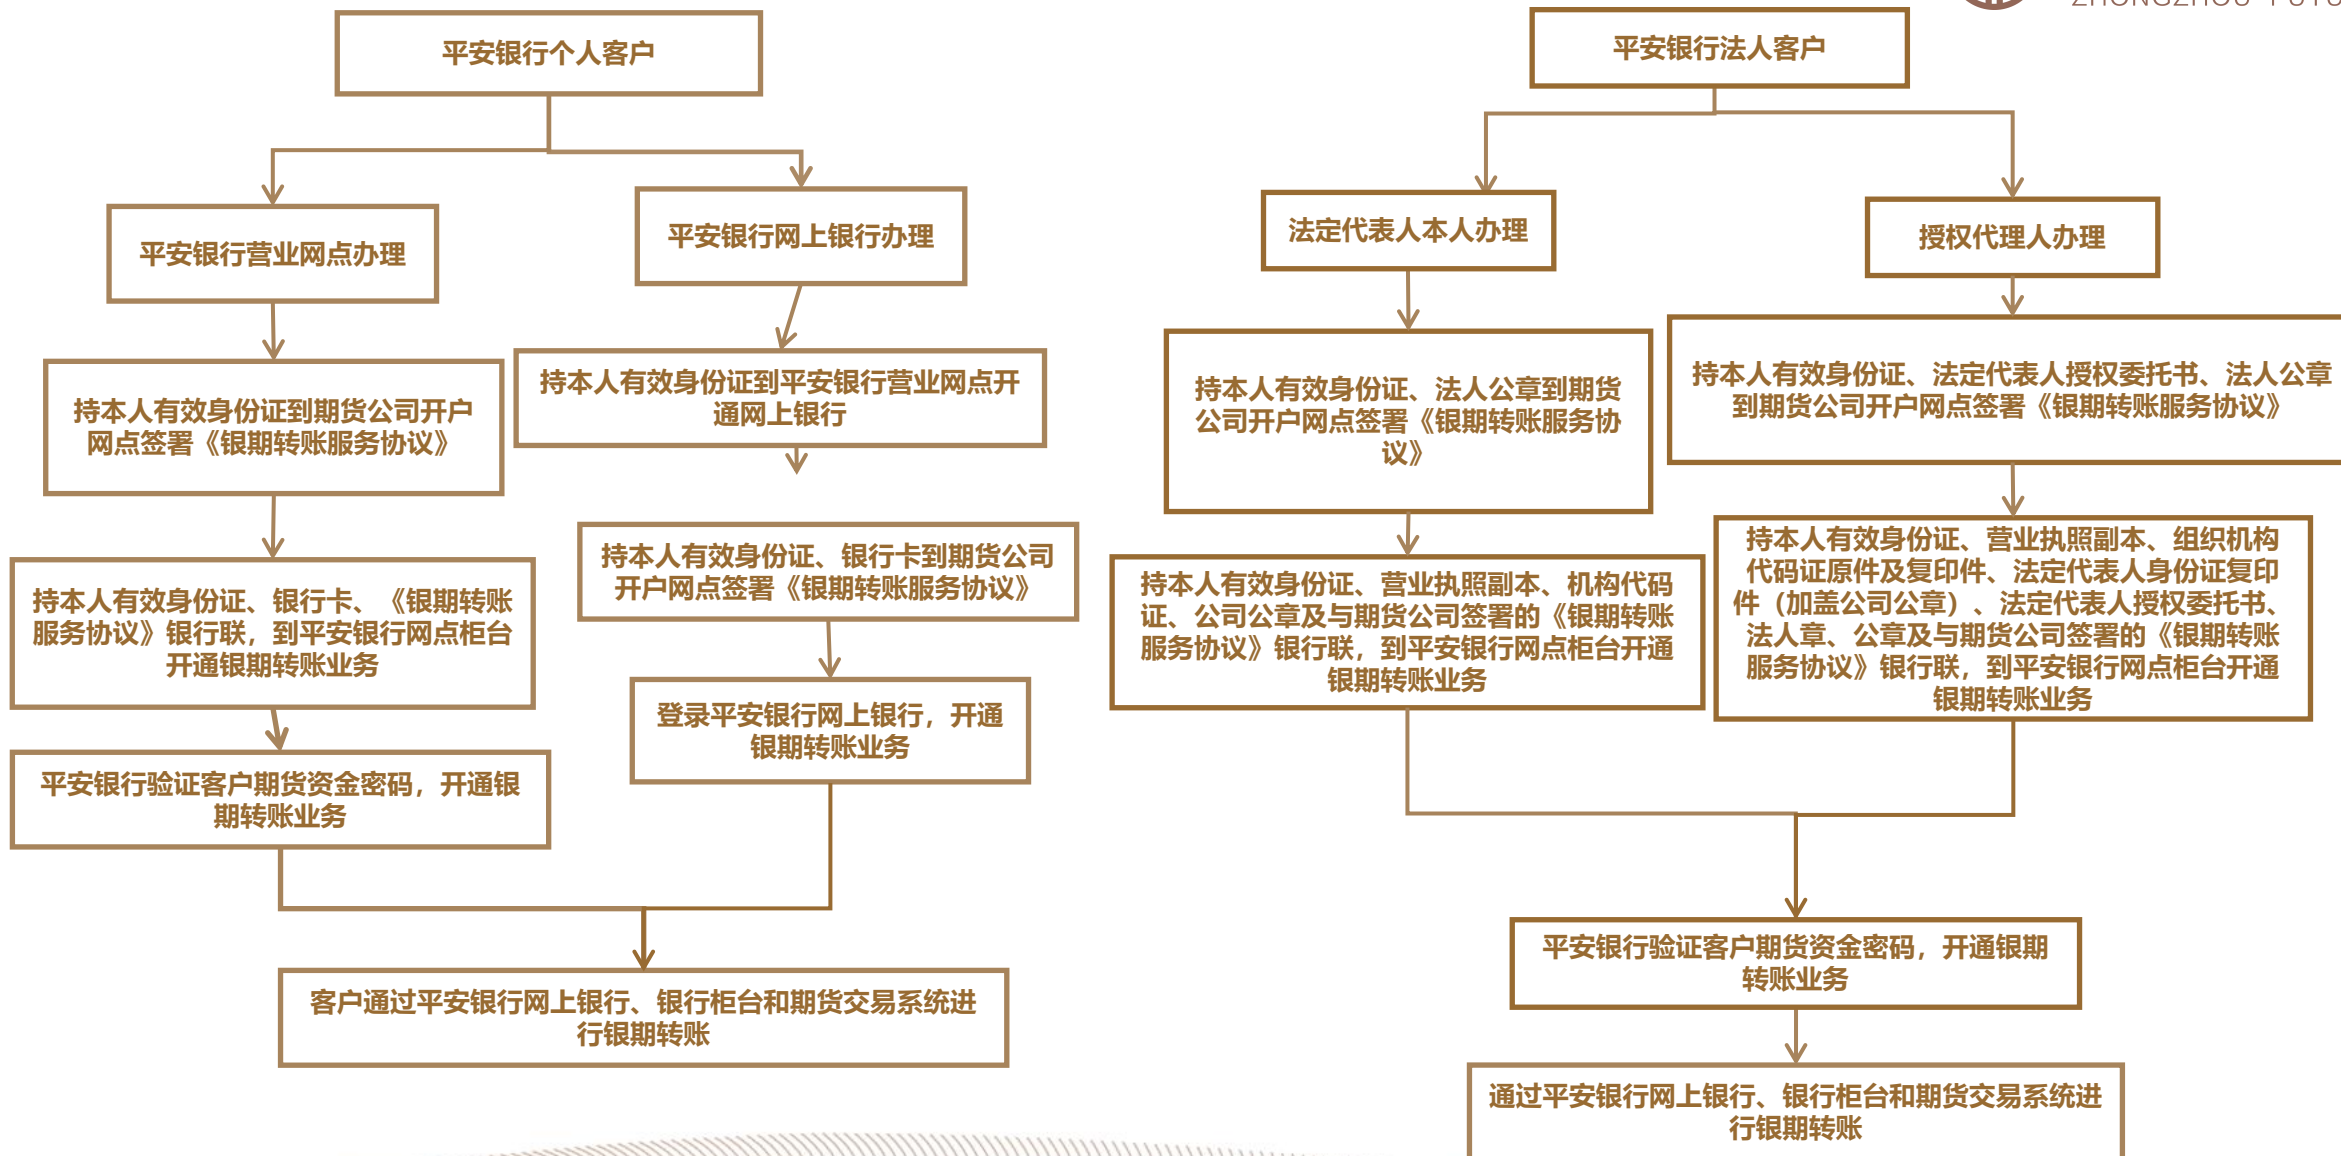 平安银行个人客户
平安银行营业网点办理
平安银行网上银行办理
持本人有效身份证到期货公司开户
网点签署《银期转账服务协议》
持本人有效身份证到平安银行营业网点开
通网上银行
持本人有效身份证、银行卡、《银期转账
服务协议》银行联，到平安银行网点柜台
开通银期转账业务
持本人有效身份证、银行卡到期货公司
开户网点签署《银期转账服务协议》
平安银行验证客户期货资金密码，开通银
期转账业务
登录平安银行网上银行，开通
银期转账业务
客户通过平安银行网上银行、银行柜台和期货交易系统进
行银期转账
平安银行法人客户
法定代表人本人办理
授权代理人办理
持本人有效身份证、法人公章到期货
公司开户网点签署《银期转账服务协
议》
持本人有效身份证、法定代表人授权委托书、法人公章
到期货公司开户网点签署《银期转账服务协议》
持本人有效身份证、营业执照副本、机构代码
证、公司公章及与期货公司签署的《银期转账
服务协议》银行联，到平安银行网点柜台开通
银期转账业务
持本人有效身份证、营业执照副本、组织机构
代码证原件及复印件、法定代表人身份证复印
件（加盖公司公章）、法定代表人授权委托书、
法人章、公章及与期货公司签署的《银期转账
服务协议》银行联，到平安银行网点柜台开通
银期转账业务
平安银行验证客户期货资金密码，开通银期
转账业务
通过平安银行网上银行、银行柜台和期货交易系统进
行银期转账